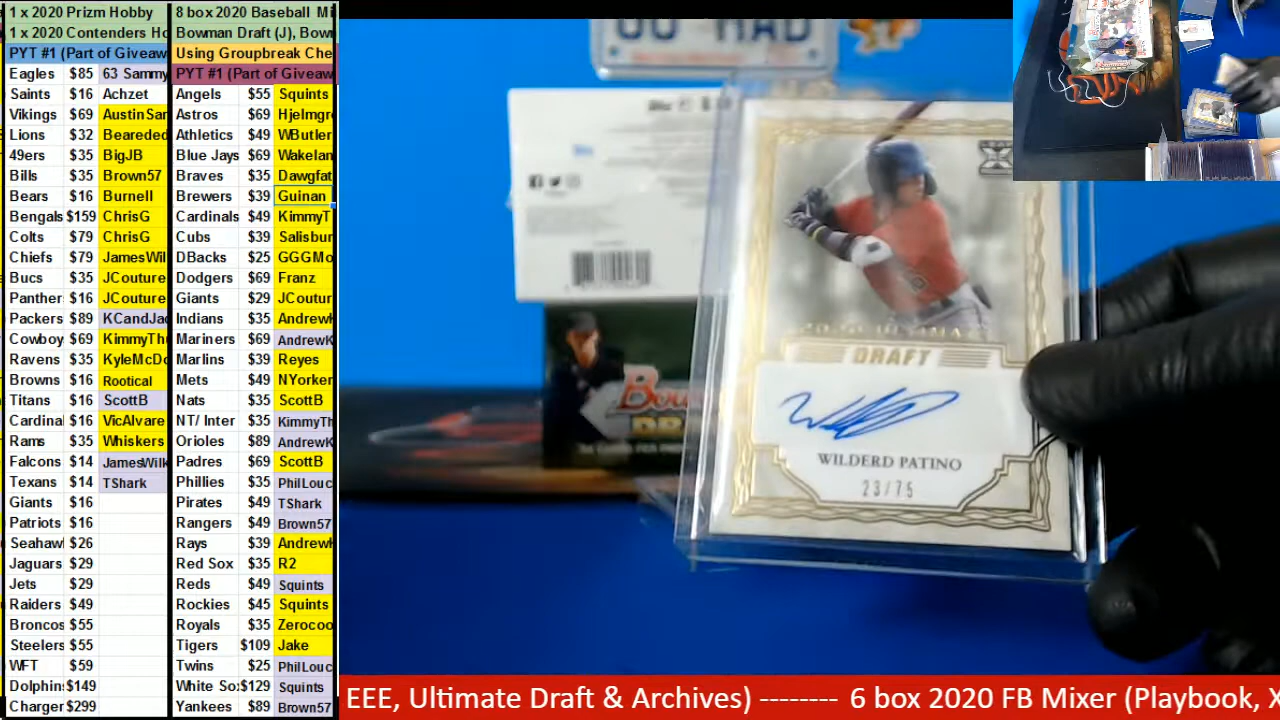 1 x 2020 Prizm Hobby
1 x 2020 Contenders Ho
PYT #1 (Part of Giveaw
Eagles $85 63 Sammy
Saints $16 Achzet
Vikings $69 AustinSar
Lions $32 Beareded
49ers $35 BigJB
Bills $35 Brown57
Bears $16 Burnell
Bengals $159 ChrisG
Colts $79 ChrisG
Chiefs $79 JamesWil
Bucs $35 JCouture
Panther $16 JCouture
Packers $89 KCandJac
Cowboy $69 KimmyTh
Ravens $35 KyleMcDo
Browns $16 Rootical
Titans $16 ScottB
Cardinal $16 VicAlvare
Rams $35 Whiskers
Falcons $14 JamesWilk
Texans $14 TShark
Giants $16
Patriots $16
Seahaw $26
Jaguars $29
Jets $29
Raiders $49
Broncos $55
Steelers $55
WFT $59
Dolphin $149
Charger $299
8 box 2020 Baseball Mi
Bowman Draft (J), Bow
Using Groupbreak Che
PYT #1 (Part of Giveaw
Angels $55 Squints
Astros $69 Hjelmgr
Athletics $49 WButler
Blue Jays $69 Wakelan
Braves $35 Dawgfat
Brewers $39 Guinan
Cardinals $49 KimmyT
Cubs $39 Salisbur
DBacks $25 GGGMo
Dodgers $69 Franz
Giants $29 JCoutur
Indians $35 AndrewK
Mariners $69 AndrewK
Marlins $39 Reyes
Mets $49 NYorker
Nats $35 ScottB
NT/ Inter $35 KimmyTh
Orioles $89 AndrewK
Padres $69 ScottB
Phillies $35 PhilLouc
Pirates $49 TShark
Rangers $49 Brown57
Rays $39 AndrewK
Red Sox $35 R2
Reds $49 Squints
Rockies $45 Squints
Royals $35 Zerocoo
Tigers $109 Jake
Twins $25 PhilLouc
White So $129 Squints
Yankees $89 Brown57
DRAFT
WILDERD PATINO
23/75
EEE, Ultimate Draft & Archives) -------- 6 box 2020 FB Mixer (Playbook, X